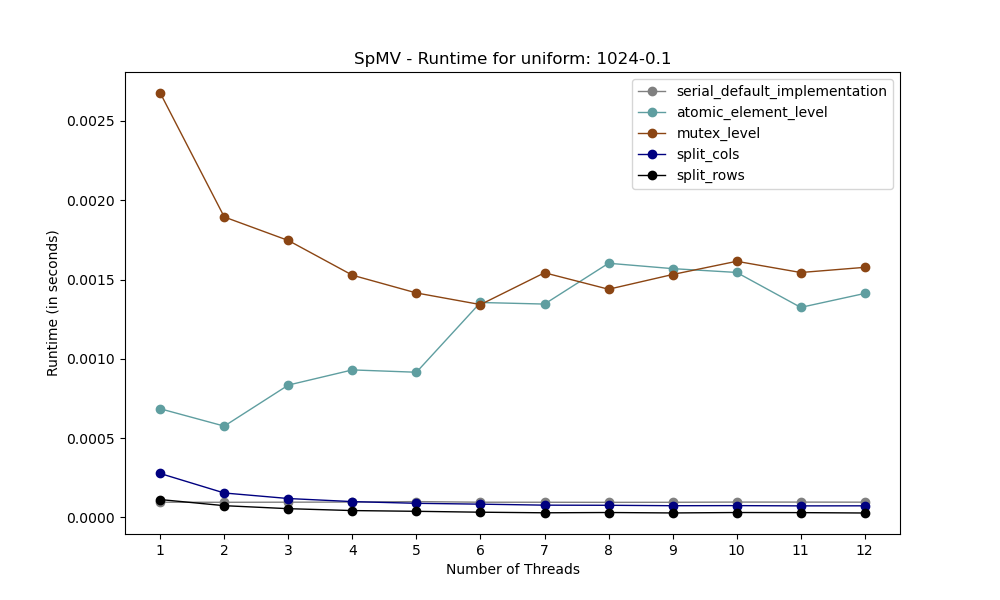 SpMV - Runtime for uniform: 1024-0.1
serial_default_implementation
atomic_element_level
mutex_level
split_cols
split_rows
Runtime (in seconds)
0.0025
0.0020
0.0015
0.0010
0.0005
0.0000
1 2 3 4 5 6 7 8 9 10 11 12
Number of Threads